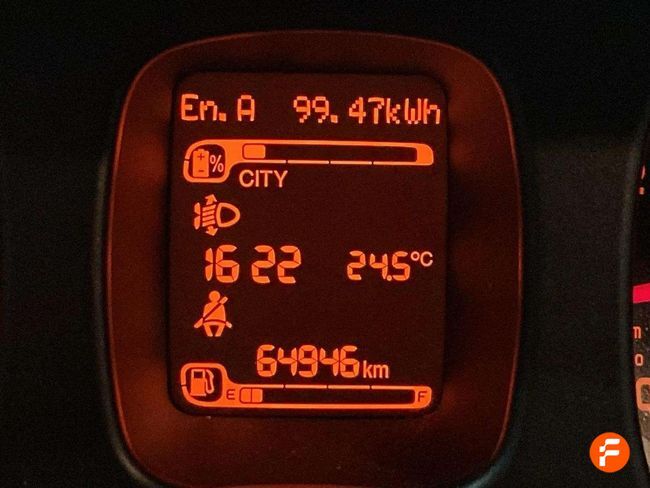 En. A 99.47kWh
%
CITY
16 22 24.5°C
64946 km
E F
m
o